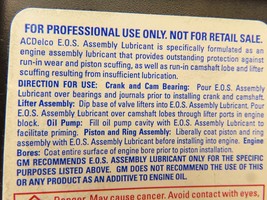 FOR PROFESSIONAL USE ONLY. NOT FOR RETAIL SALE.
ACDelco E.O.S. Assembly Lubricant is specifically formulated as an
engine assembly lubricant that provides outstanding protection against
run-in wear and piston scuffing, as well as run-in camshaft lobe and lifter
scuffing resulting from insufficient lubrication.
DIRECTION FOR USE: Crank and Cam Bearing: Pour E.O.S. Assembly
Lubricant over bearings and journals prior to installing crank and camshaft.
Lifter Assembly: Dip base of valve lifters into E.O.S. Assembly Lubricant. Pour
E.O.S. Assembly Lubricant over camshaft lobes through lifter ports in engine
block. Oil Pump: Fill oil pump cavity with E.O.S. Assembly Lubricant to
facilitate priming. Piston and Ring Assembly: Liberally coat piston and ring
assembly with E.O.S. Assembly Lubricant before installing into engine. Engine
Bores: Coat entire surface of engine bore prior to piston installation.
GM RECOMMENDS E.O.S. ASSEMBLY LUBRICANT ONLY FOR THE SPECIFIC
PURPOSES LISTED ABOVE. GM DOES NOT RECOMMEND THE USE OF THIS
OR ANY PRODUCT AS AN ADDITIVE TO ENGINE OIL.
Danger. May cause cancer. Avoid contact with eyes,